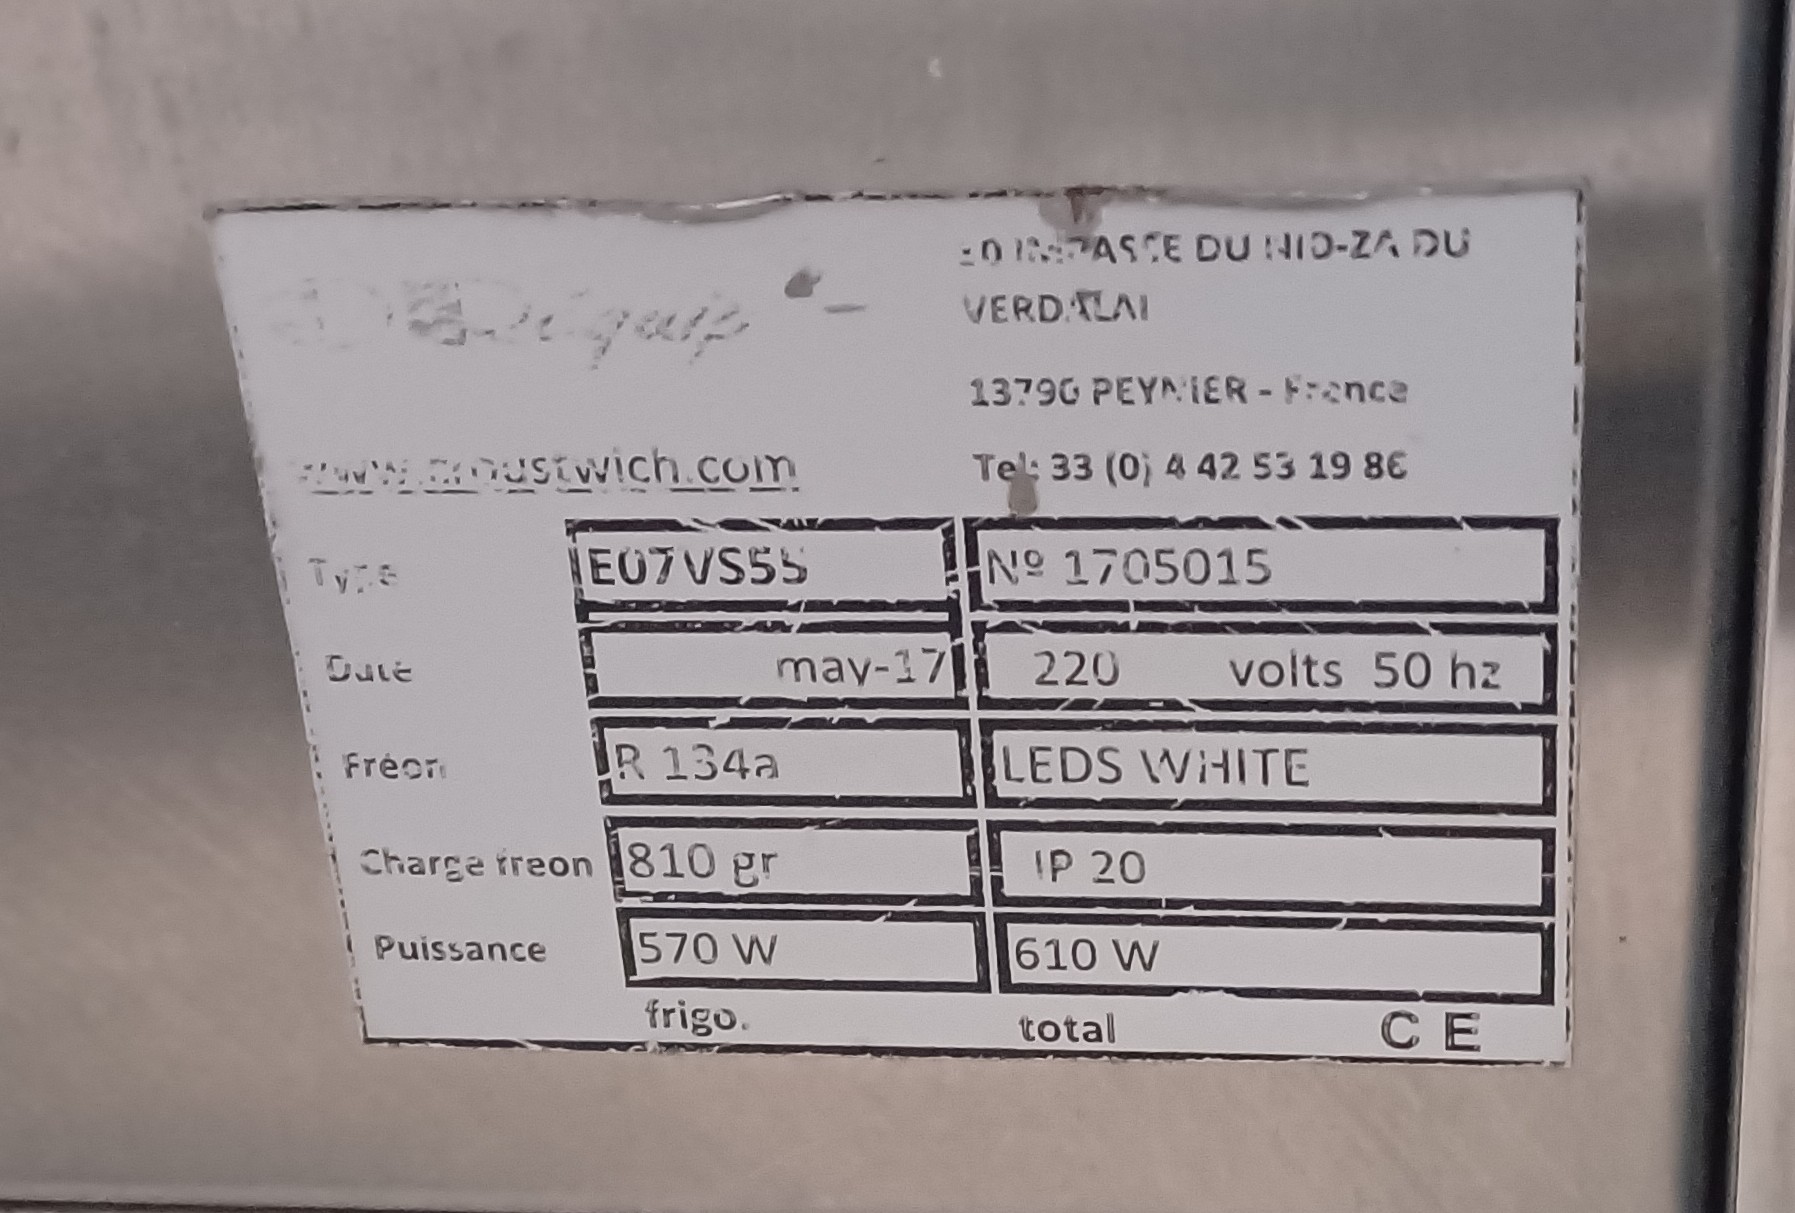 DU
VERDALAI
13790 PEYNIER - France
Tel: 33 (0) 4 42 53 19 86
Type E07VS55 Nº 1705015
Date may-17 220 volts 50 hz
Fréon R 134a LEDS WHITE
Charge freon 810 gr IP 20
Puissance 570 W 610 W
frigo. total CE